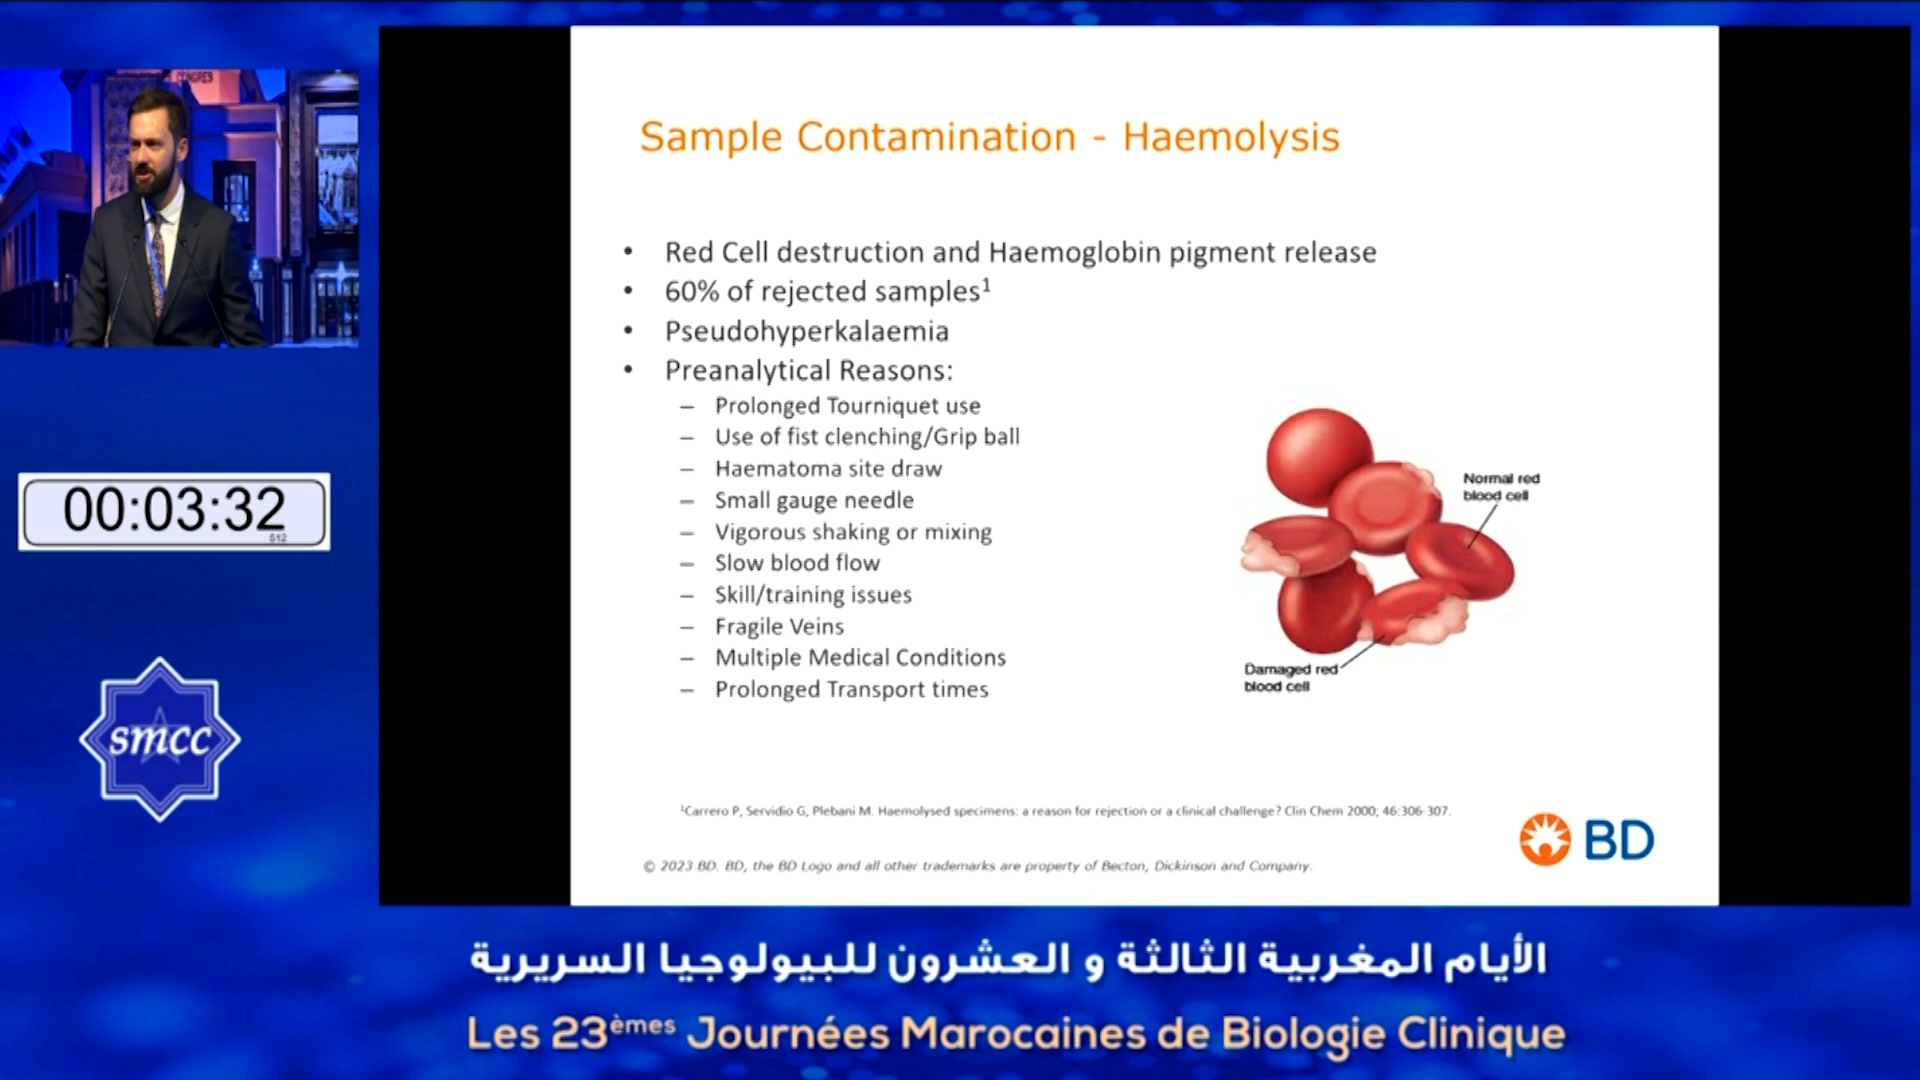 CONGRES
Sample Contamination - Haemolysis
• Red Cell destruction and Haemoglobin pigment release
• 60% of rejected samples¹
• Pseudohyperkalaemia
• Preanalytical Reasons:
– Prolonged Tourniquet use
– Use of fist clenching/Grip ball
– Haematoma site draw
– Small gauge needle
– Vigorous shaking or mixing
– Slow blood flow
– Skill/training issues
– Fragile Veins
– Multiple Medical Conditions
– Prolonged Transport times
Normal red
blood cell
Damaged red
blood cell
¹Carrero P, Servidio G, Plebani M. Haemolysed specimens: a reason for rejection or a clinical challenge? Clin Chem 2000; 46:306-307.
BD
© 2023 BD. BD, the BD Logo and all other trademarks are property of Becton, Dickinson and Company.
00:03:32
512
smcc
الأيام المغربية الثالثة و العشرون للبيولوجيا السريرية
Les 23èmes Journées Marocaines de Biologie Clinique